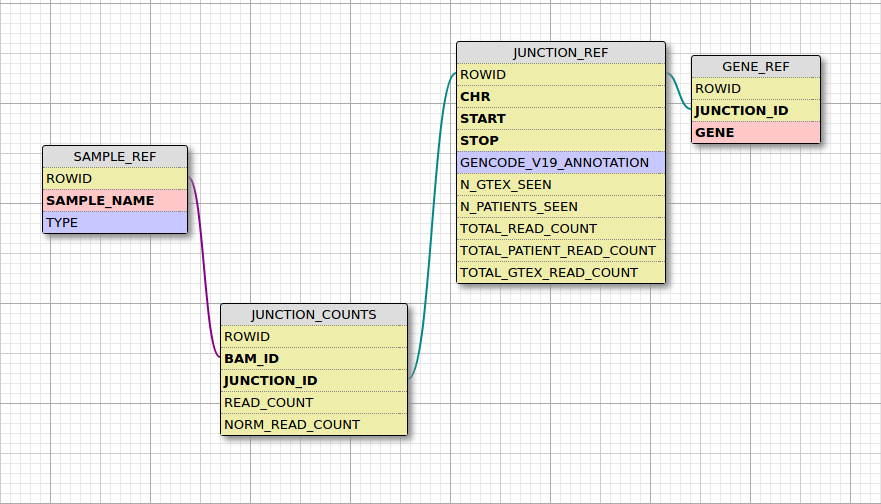 SAMPLE_REF
ROWID
SAMPLE_NAME
TYPE
JUNCTION_COUNTS
ROWID
BAM_ID
JUNCTION_ID
READ_COUNT
NORM_READ_COUNT
JUNCTION_REF
ROWID
CHR
START
STOP
GENCODE_V19_ANNOTATION
N_GTEX_SEEN
N_PATIENTS_SEEN
TOTAL_READ_COUNT
TOTAL_PATIENT_READ_COUNT
TOTAL_GTEX_READ_COUNT
GENE_REF
ROWID
JUNCTION_ID
GENE